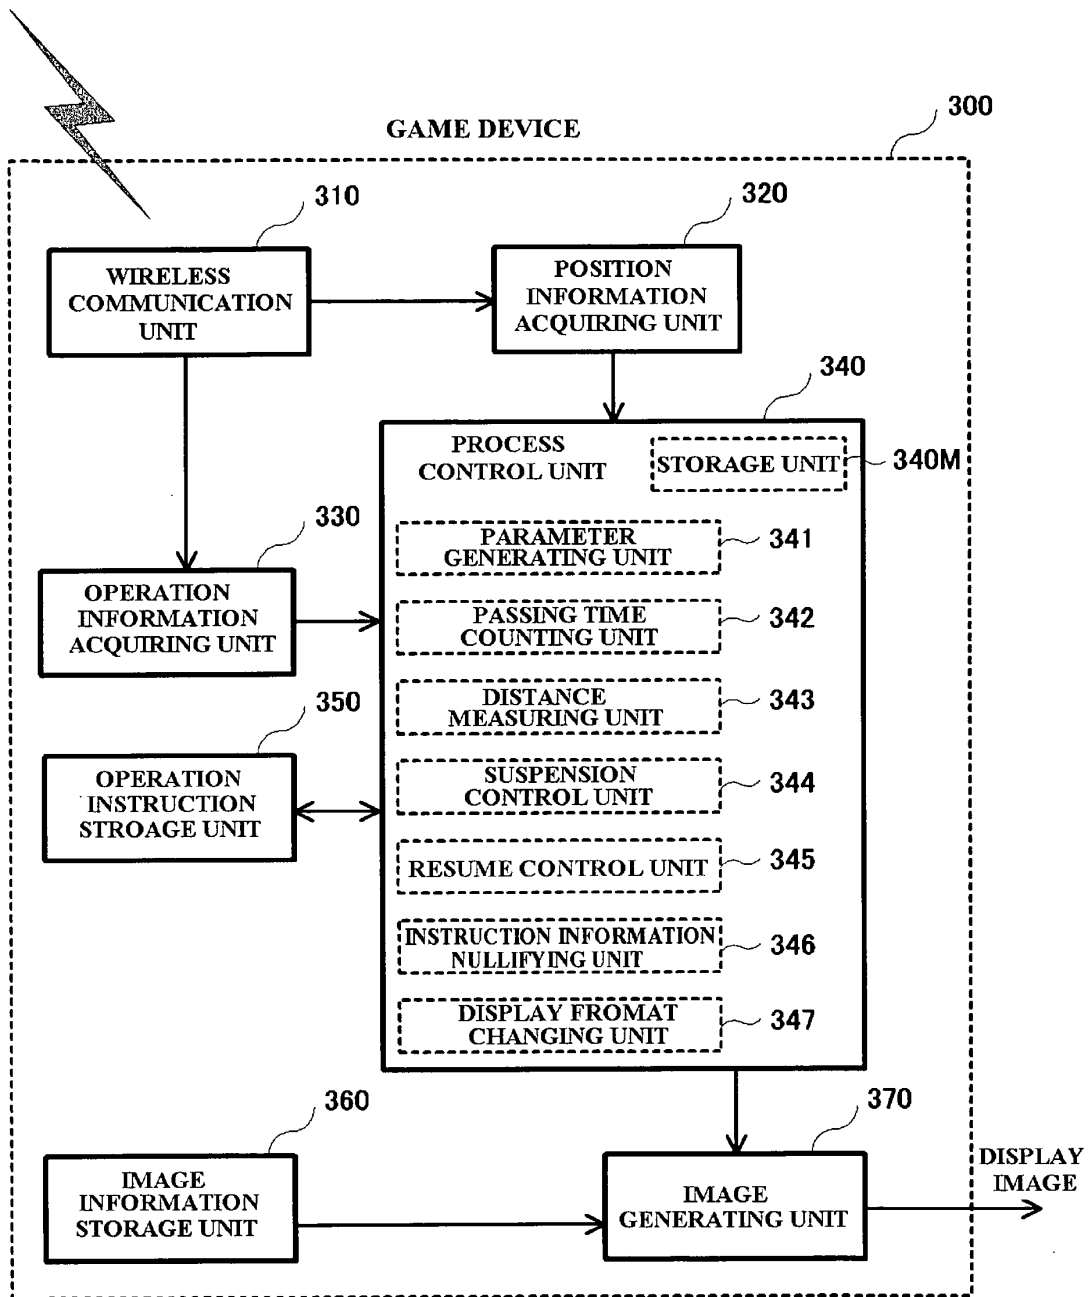 300
GAME DEVICE
310
320
WIRELESS
COMMUNICATION
UNIT
POSITION
INFORMATION
ACQUIRING UNIT
340
PROCESS
CONTROL UNIT
STORAGE UNIT
340M
330
OPERATION
INFORMATION
ACQUIRING UNIT
PARAMETER
GENERATING UNIT
341
PASSING TIME
COUNTING UNIT
342
350
DISTANCE
MEASURING UNIT
343
OPERATION
INSTRUCTION
STROAGE UNIT
SUSPENSION
CONTROL UNIT
344
RESUME CONTROL UNIT
345
INSTRUCTION INFORMATION
NULLIFYING UNIT
346
DISPLAY FROMAT
CHANGING UNIT
347
360
370
IMAGE
INFORMATION
STORAGE UNIT
IMAGE
GENERATING UNIT
DISPLAY
IMAGE